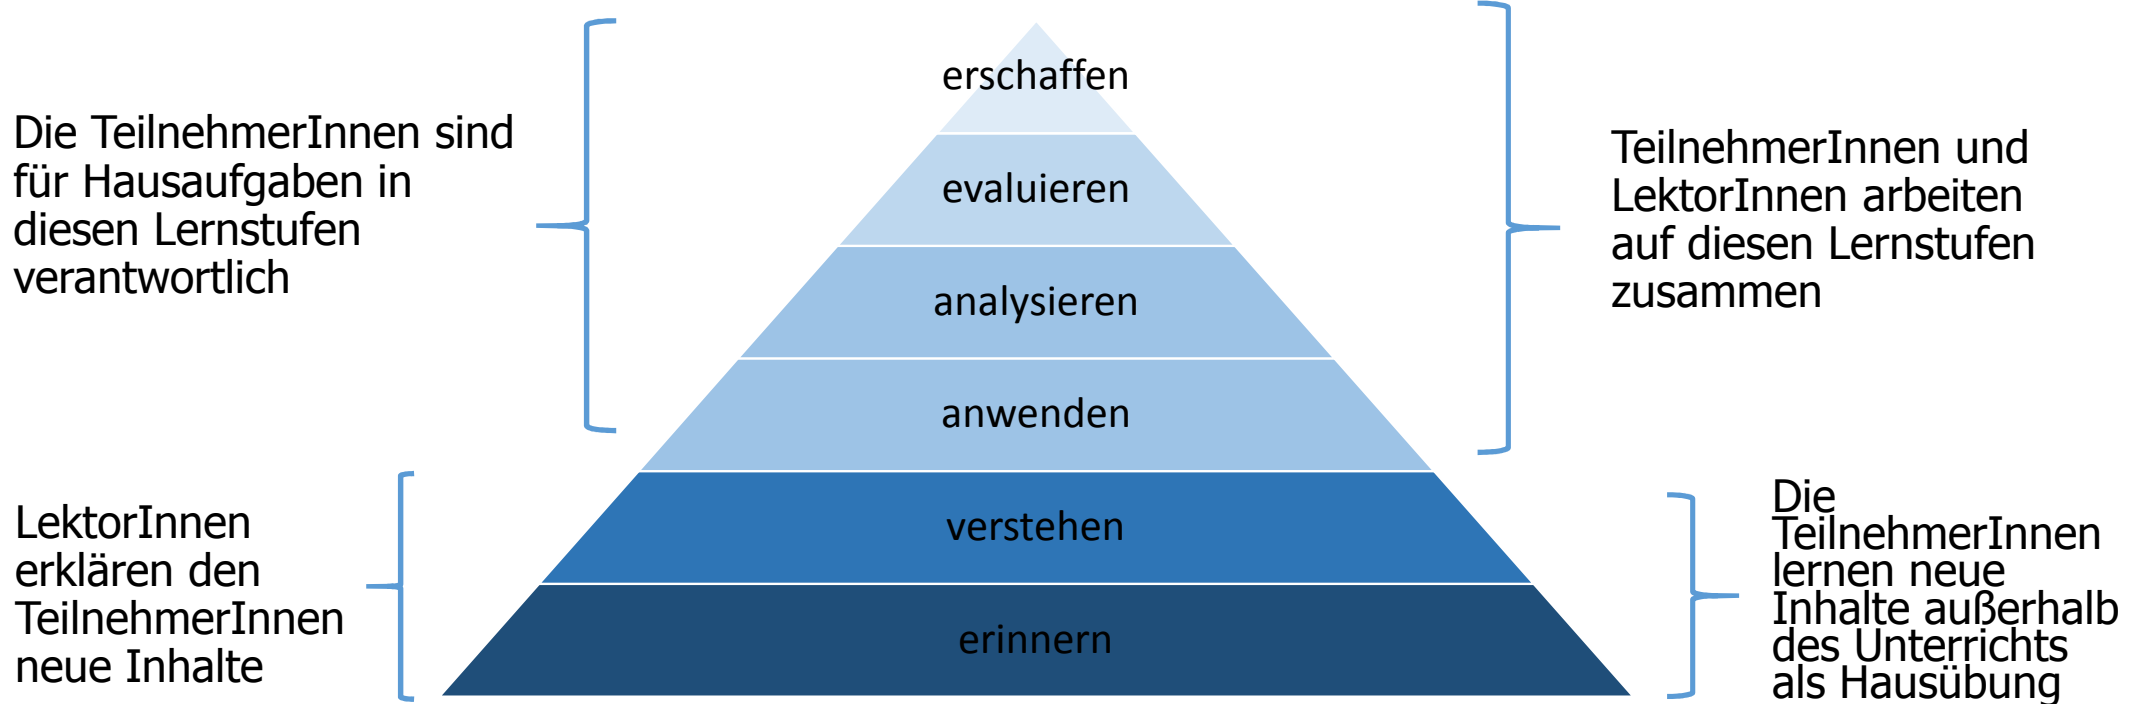 Die TeilnehmerInnen sind
für Hausaufgaben in
diesen Lernstufen
verantwortlich
LektorInnen
erklären den
TeilnehmerInnen
neue Inhalte
erschaffen
evaluieren
analysieren
anwenden
verstehen
erinnern
TeilnehmerInnen und
LektorInnen arbeiten
auf diesen Lernstufen
zusammen
Die
TeilnehmerInnen
lernen neue
Inhalte außerhalb
des Unterrichts
als Hausübung